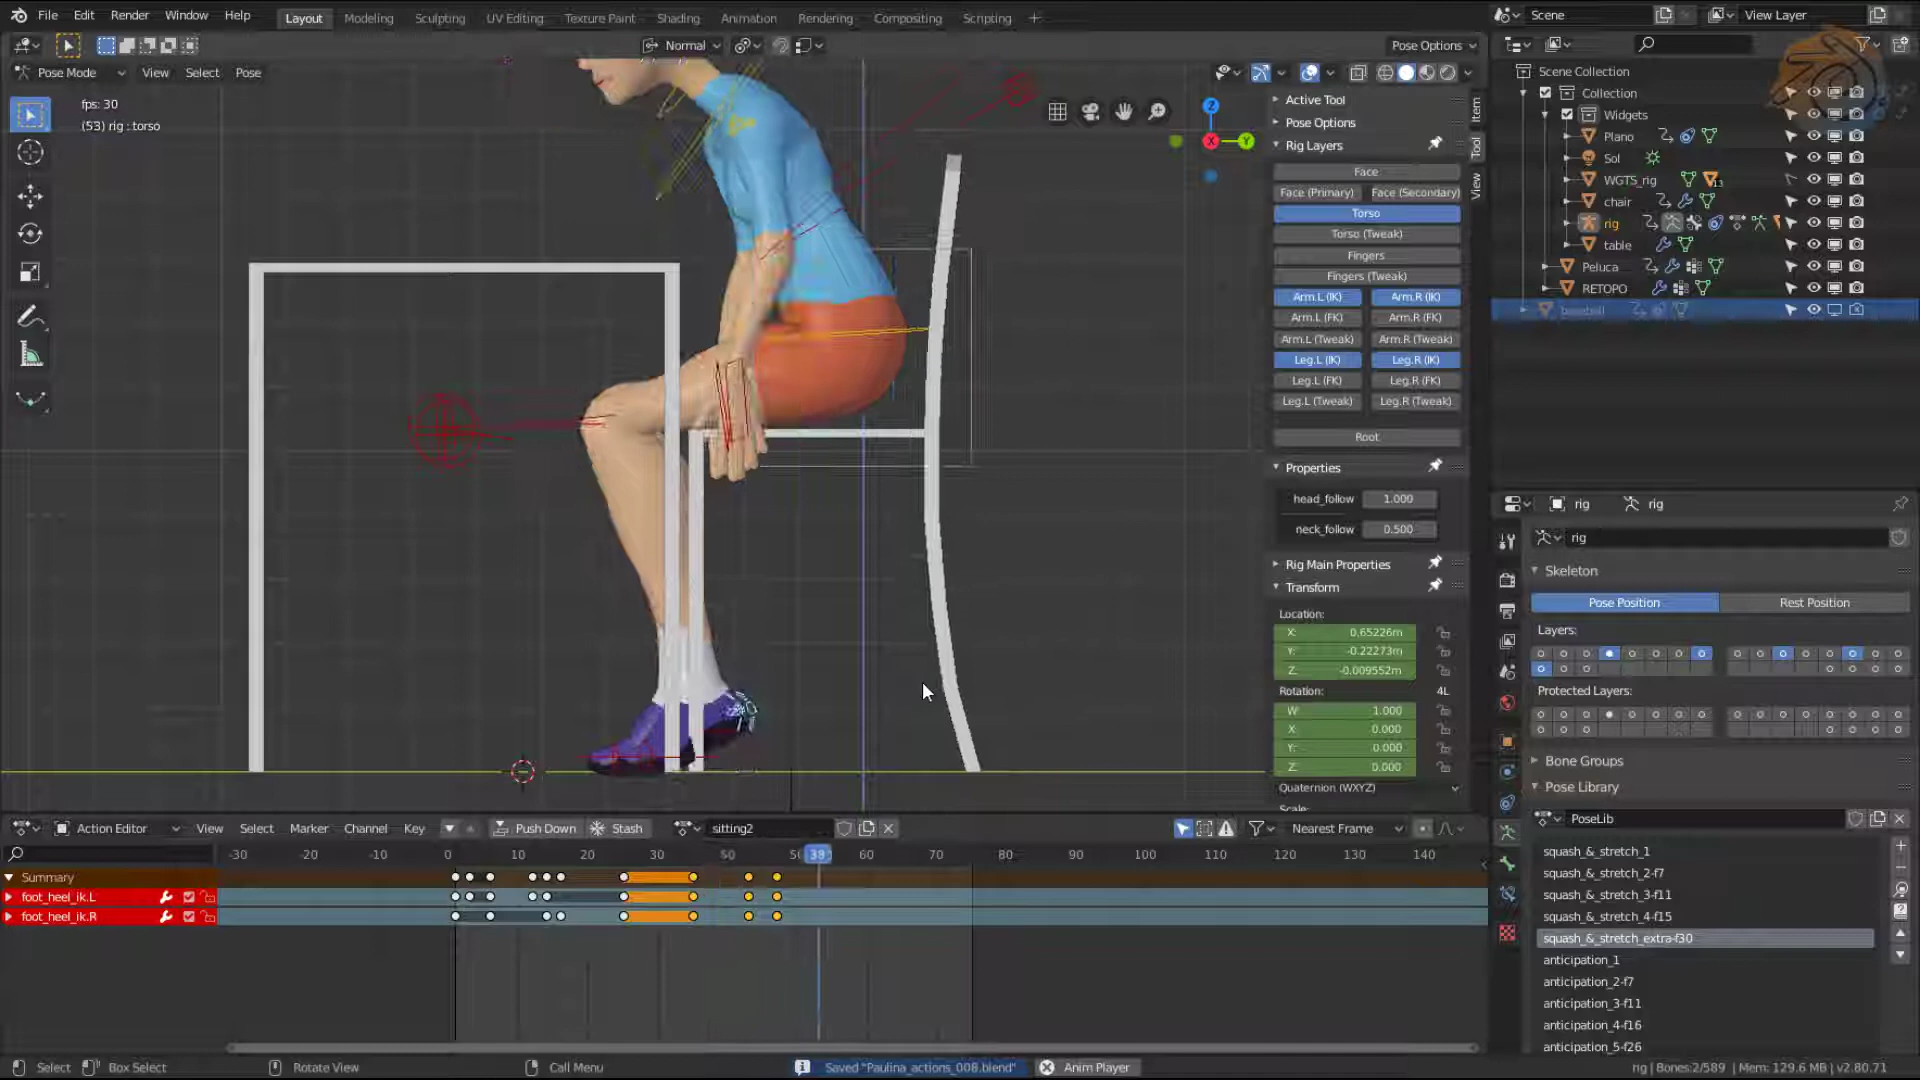 File Edit Render Window Help Layout Modeling Sculpting UV Editing Texture Paint Shading Animation Rendering Compositing Scripting Scene View Layer
Normal Pose Options
Pose Mode View Select Pose
fps: 30
(53) rig : torso
Active Tool
Pose Options
Rig Layers
Face
Face (Primary) Face (Secondary)
Torso
Torso (Tweak)
Fingers
Fingers (Tweak)
Arm.L (IK) Arm.R (IK)
Arm.L (FK) Arm.R (FK)
Arm.L (Tweak) Arm.R (Tweak)
Leg.L (IK) Leg.R (IK)
Leg.L (FK) Leg.R (FK)
Leg.L (Tweak) Leg.R (Tweak)
Root
Properties
head_follow 1.000
neck_follow 0.500
Rig Main Properties
Transform
Location:
X: 0.65226m
Y: -0.22273m
Z: -0.009552m
Rotation: 4L
W: 1.000
X: 0.000
Y: 0.000
Z: 0.000
Quaternion (WXYZ)
Scale:
Item
Tool
View
Z
X
Y
Scene Collection
Collection
Widgets
Plano
Sol
WGTS_rig 13
chair
rig
table
Peluca
RETOPO
rig rig
rig
Skeleton
Pose Position Rest Position
Layers:
Protected Layers:
Bone Groups
Pose Library
PoseLib
squash_&_stretch_1
squash_&_stretch_2-f7
squash_&_stretch_3-f11
squash_&_stretch_4-f15
squash_&_stretch_extra-f30
anticipation_1
anticipation_2-f7
anticipation_3-f11
anticipation_4-f16
anticipation_5-f26
Action Editor View Select Marker Channel Key Push Down Stash sitting2 Nearest Frame
-30 -20 -10 0 10 20 30 40 50 60 70 80 90 100 110 120 130 140
Summary
foot_heel_ik.L
foot_heel_ik.R
Select Box Select Rotate View Call Menu Saved "Paulina_actions_008.blend" Anim Player rig | Bones:2/589 | Mem: 129.6 MB | v2.80.71